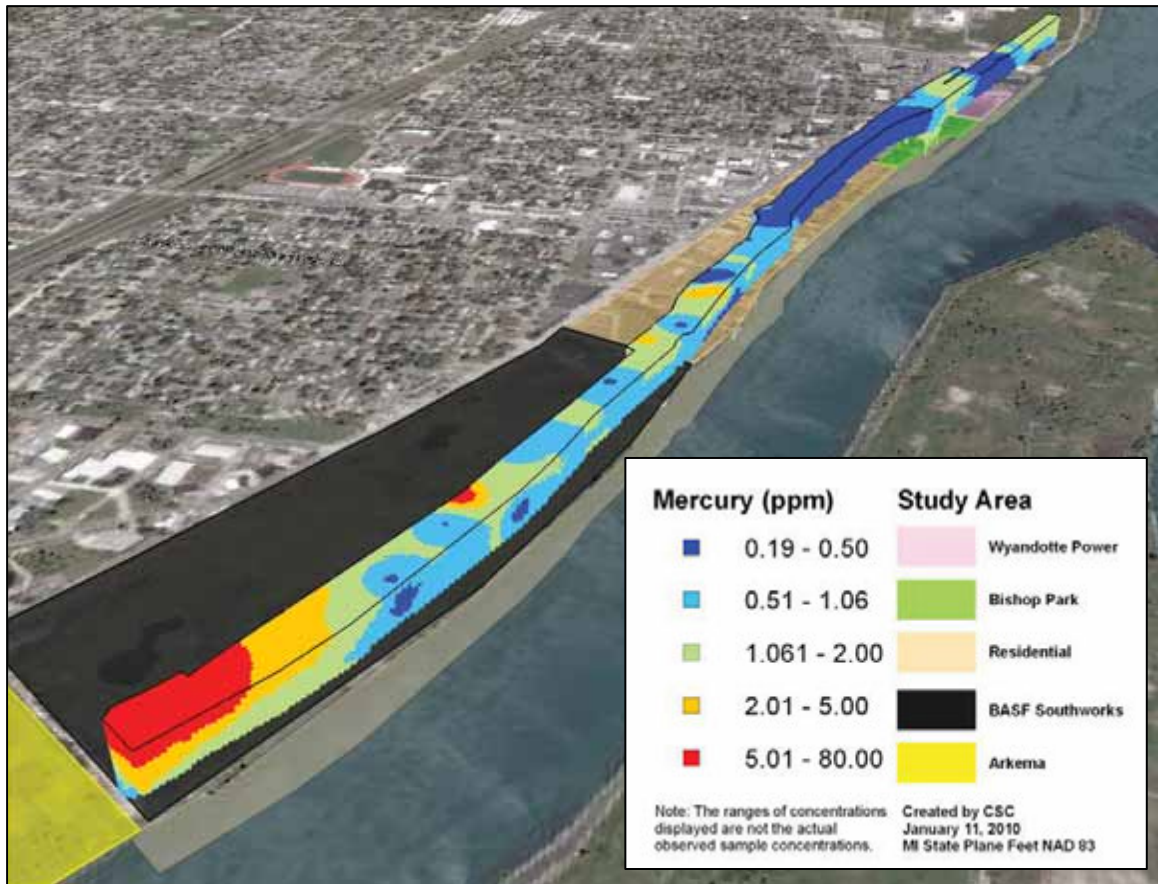 Mercury (ppm)
0.19 - 0.50
0.51 - 1.06
1.061 - 2.00
2.01 - 5.00
5.01 - 80.00
Study Area
Wyandotte Power
Bishop Park
Residential
BASF Southworks
Arkema
Note: The ranges of concentrations
displayed are not the actual
observed sample concentrations.
Created by CSC
January 11, 2010
MI State Plane Feet NAD 83